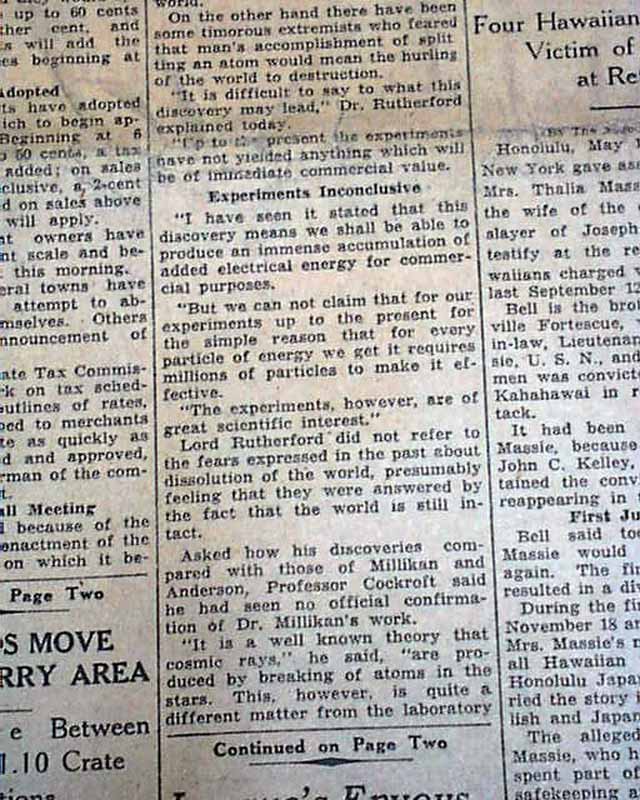 up to 60 cents
ther cent, and
s will add the
es beginning at
Adopted
ts have adopted
ich to begin ap-
Beginning at 6
o 50 cents, a tax
added; on sales
clusive, a 2-cent
d on sales above
will apply.
nt owners have
nt scale and be-
this morning.
eral towns have
attempt to ab-
mselves. Others
nnouncement of
ate Tax Commis-
rk on tax sched-
outlines of rates,
ped to merchants
te as quickly as
d and approved,
rman of the com-
t.
all Meeting
because of the
enactment of the
on which it be-
Page Two
S MOVE
RRY AREA
e Between
1.10 Crate
tions
world.
On the other hand there have been
some timorous extremists who feared
that man's accomplishment of split
ting an atom would mean the hurling
of the world to destruction.
"It is difficult to say to what this
discovery may lead," Dr. Rutherford
explained today.
"Up to the present the experiments
have not yielded anything which will
be of immediate commercial value.
Experiments Inconclusive
"I have seen it stated that this
discovery means we shall be able to
produce an immense accumulation of
added electrical energy for commer-
cial purposes.
"But we can not claim that for our
experiments up to the present for
the simple reason that for every
particle of energy we get it requires
millions of particles to make it ef-
fective.
"The experiments, however, are of
great scientific interest."
Lord Rutherford did not refer to
the fears expressed in the past about
dissolution of the world, presumably
feeling that they were answered by
the fact that the world is still in-
tact.
Asked how his discoveries com-
pared with those of Millikan and
Anderson, Professor Cockroft said
he had seen no official confirma-
tion of Dr. Millikan's work.
"It is a well known theory that
cosmic rays," he said, "are pro-
duced by breaking of atoms in the
stars. This, however, is quite a
different matter from the laboratory
Continued on Page Two
Four Hawaiian
Victim of
at Re
Honolulu, May 1
New York gave as
Mrs. Thalia Mass
the wife of the
slayer of Joseph
testify at the re
waiians charged
last September 12
Bell is the bro
ville Fortescue,
in-law, Lieutenan
sie, U. S. N., and
men was convicte
Kahahawai in r
tack.
It had been
Massie, because
John C. Kelley,
tained the conv
reappearing in
First Ju
Bell said too
Massie would
again. The fir
resulted in a di
During the fi
November 18 a
Mrs. Massie's n
all Hawaiian
Honolulu Japa
ried the story
lish and Japan
The alleged
Massie, who h
spent part of
safekeeping a